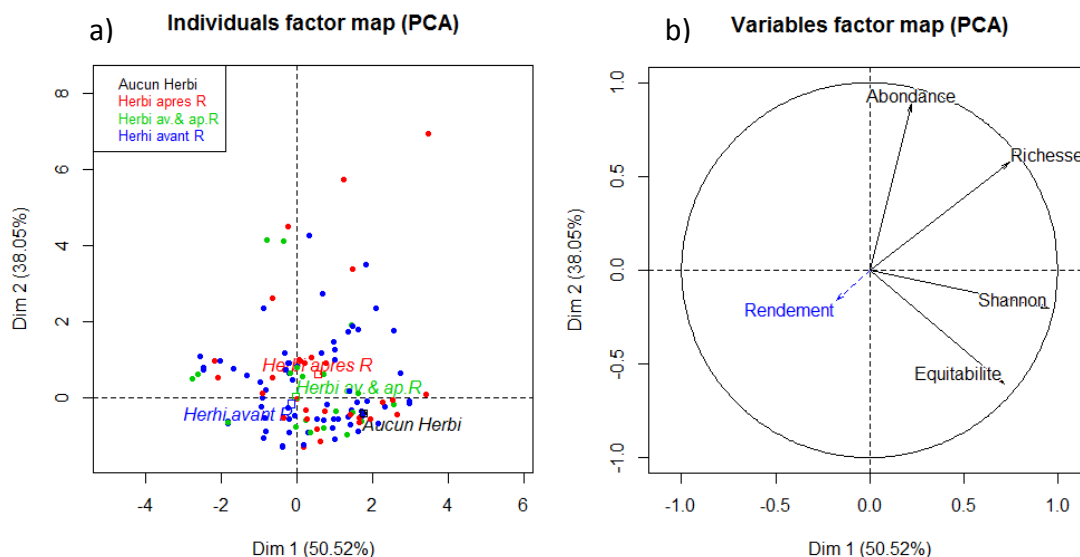 a)
Individuals factor map (PCA)
Aucun Herbi
Herbi apres R
Herbi av.& ap.R
Herhi avant R
8
6
4
2
0
Dim 2 (38.05%)
Herbi apres R
Herbi av.& ap.R
Herhi avant R
Aucun Herbi
-4 -2 0 2 4 6
Dim 1 (50.52%)
b)
Variables factor map (PCA)
1.0
0.5
0.0
-0.5
-1.0
Dim 2 (38.05%)
Abondance
Richesse
Shannon
Rendement
Equitabilite
-1.0 -0.5 0.0 0.5 1.0
Dim 1 (50.52%)